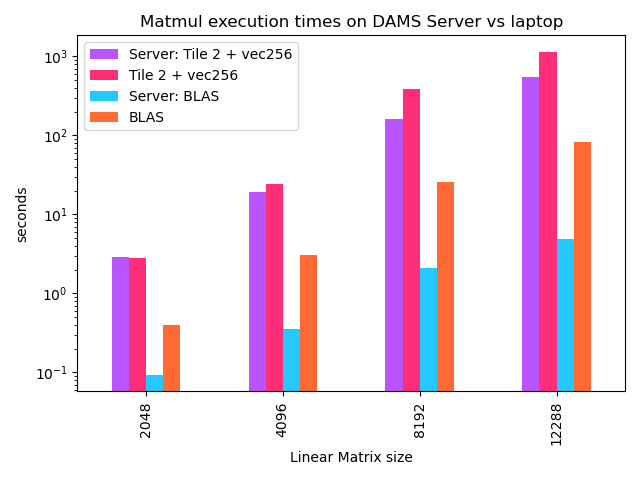 Matmul execution times on DAMS Server vs laptop
Server: Tile 2 + vec256
Tile 2 + vec256
Server: BLAS
BLAS
seconds
10³
10²
10¹
10⁰
10⁻¹
2048
4096
8192
12288
Linear Matrix size